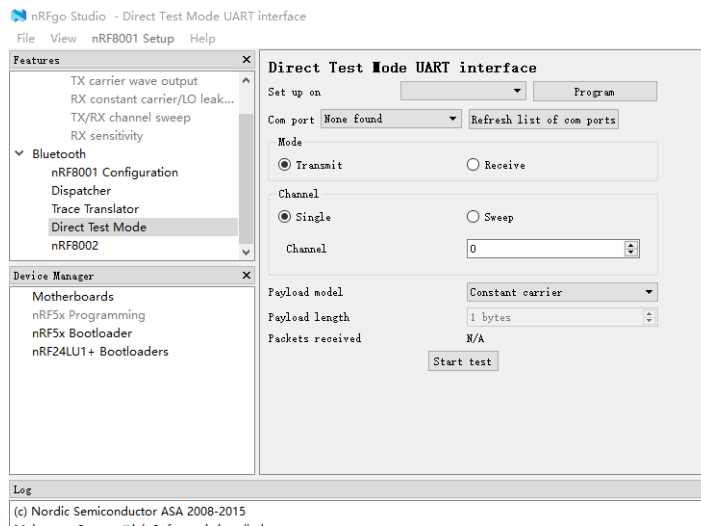 nRFgo Studio - Direct Test Mode UART interface
File View nRF8001 Setup Help
Features
TX carrier wave output
RX constant carrier/LO leak...
TX/RX channel sweep
RX sensitivity
Bluetooth
nRF8001 Configuration
Dispatcher
Trace Translator
Direct Test Mode
nRF8002
Device Manager
Motherboards
nRF5x Programming
nRF5x Bootloader
nRF24LU1+ Bootloaders
Direct Test Mode UART interface
Set up on Program
Com port None found Refresh list of com ports
Mode
Transmit Receive
Channel
Single Sweep
Channel 0
Payload model Constant carrier
Payload length 1 bytes
Packets received N/A
Start test
Log
(c) Nordic Semiconductor ASA 2008-2015